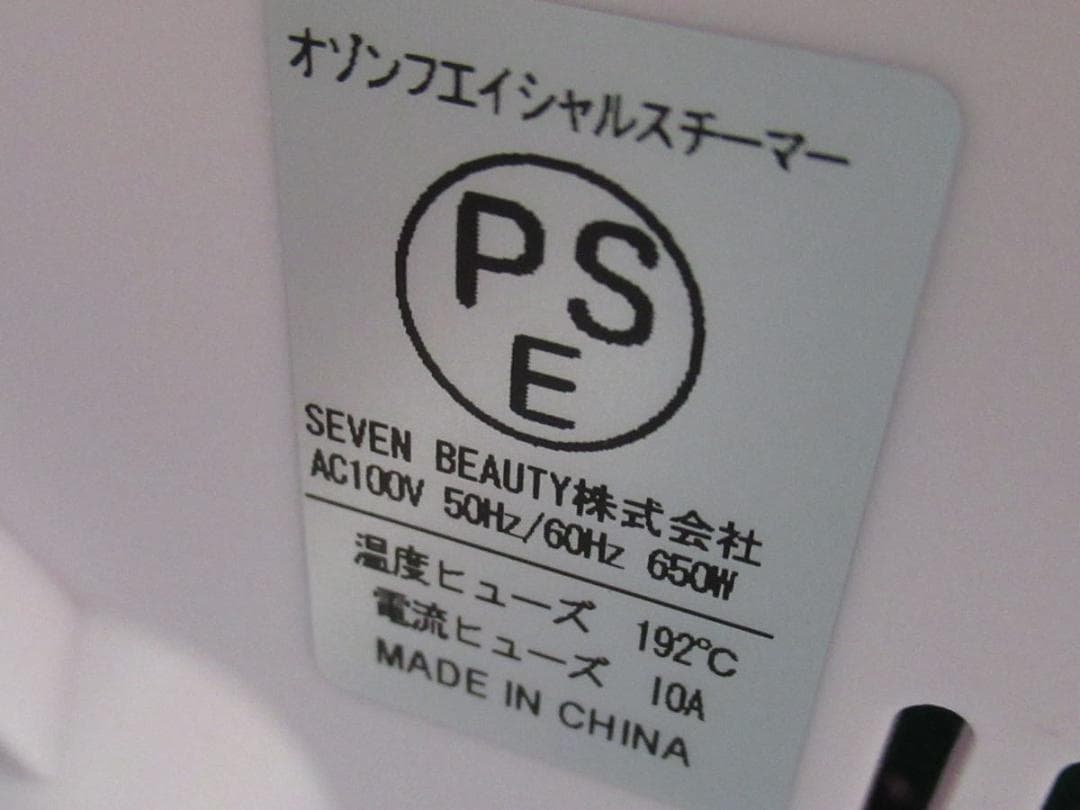 オゾンフエイシャルスチーマー
PS
E
SEVEN BEAUTY株式会社
AC100V 50Hz/60Hz 650W
温度ヒューズ 192℃
電流ヒューズ 10A
MADE IN CHINA